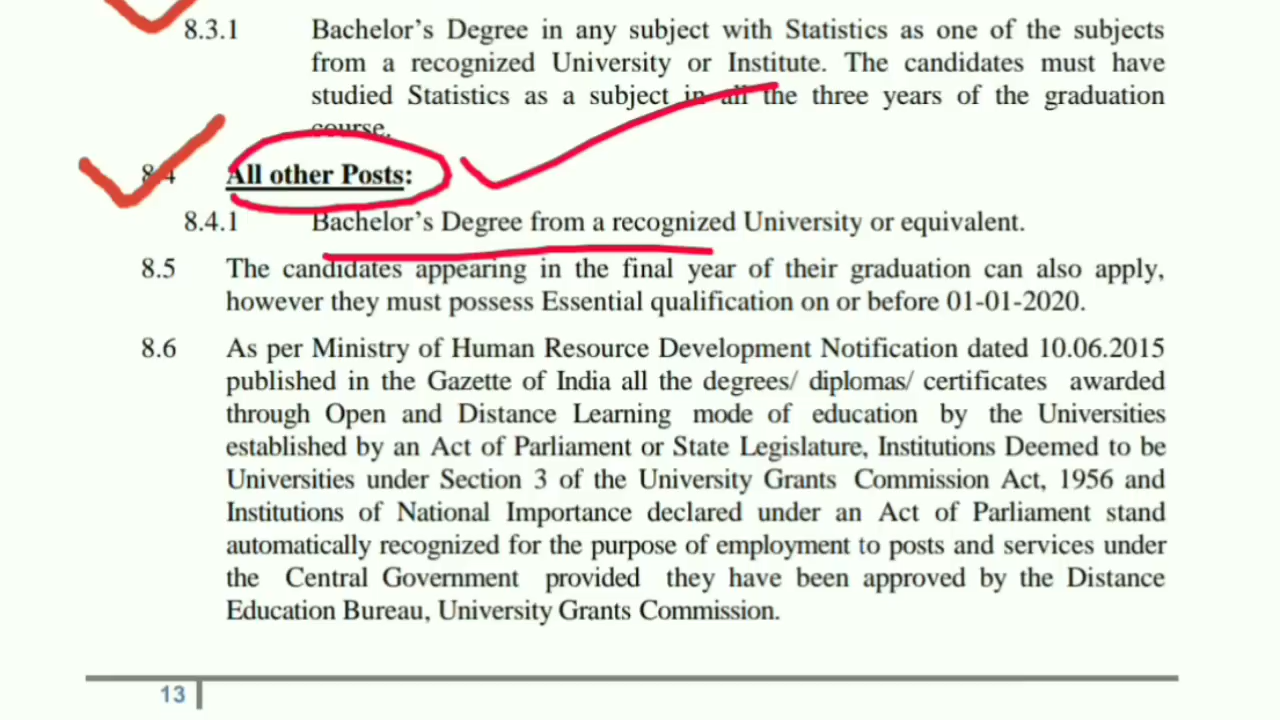 8.3.1 Bachelor's Degree in any subject with Statistics as one of the subjects
from a recognized University or Institute. The candidates must have
studied Statistics as a subject in all the three years of the graduation
course.
8.4 All other Posts:
8.4.1 Bachelor's Degree from a recognized University or equivalent.
8.5 The candidates appearing in the final year of their graduation can also apply,
however they must possess Essential qualification on or before 01-01-2020.
8.6 As per Ministry of Human Resource Development Notification dated 10.06.2015
published in the Gazette of India all the degrees/ diplomas/ certificates awarded
through Open and Distance Learning mode of education by the Universities
established by an Act of Parliament or State Legislature, Institutions Deemed to be
Universities under Section 3 of the University Grants Commission Act, 1956 and
Institutions of National Importance declared under an Act of Parliament stand
automatically recognized for the purpose of employment to posts and services under
the Central Government provided they have been approved by the Distance
Education Bureau, University Grants Commission.
13